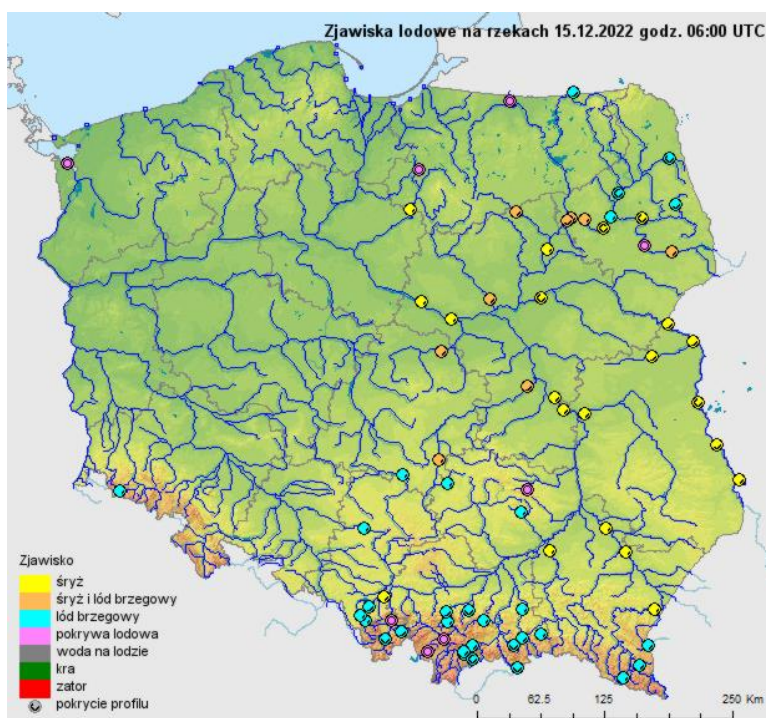 Zjawiska lodowe na rzekach 15.12.2022 godz. 06:00 UTC
Zjawisko
śryż
śryż i lód brzegowy
lód brzegowy
pokrywa lodowa
woda na lodzie
kra
zator
pokrycie profilu
0 62.5 125 250 Km